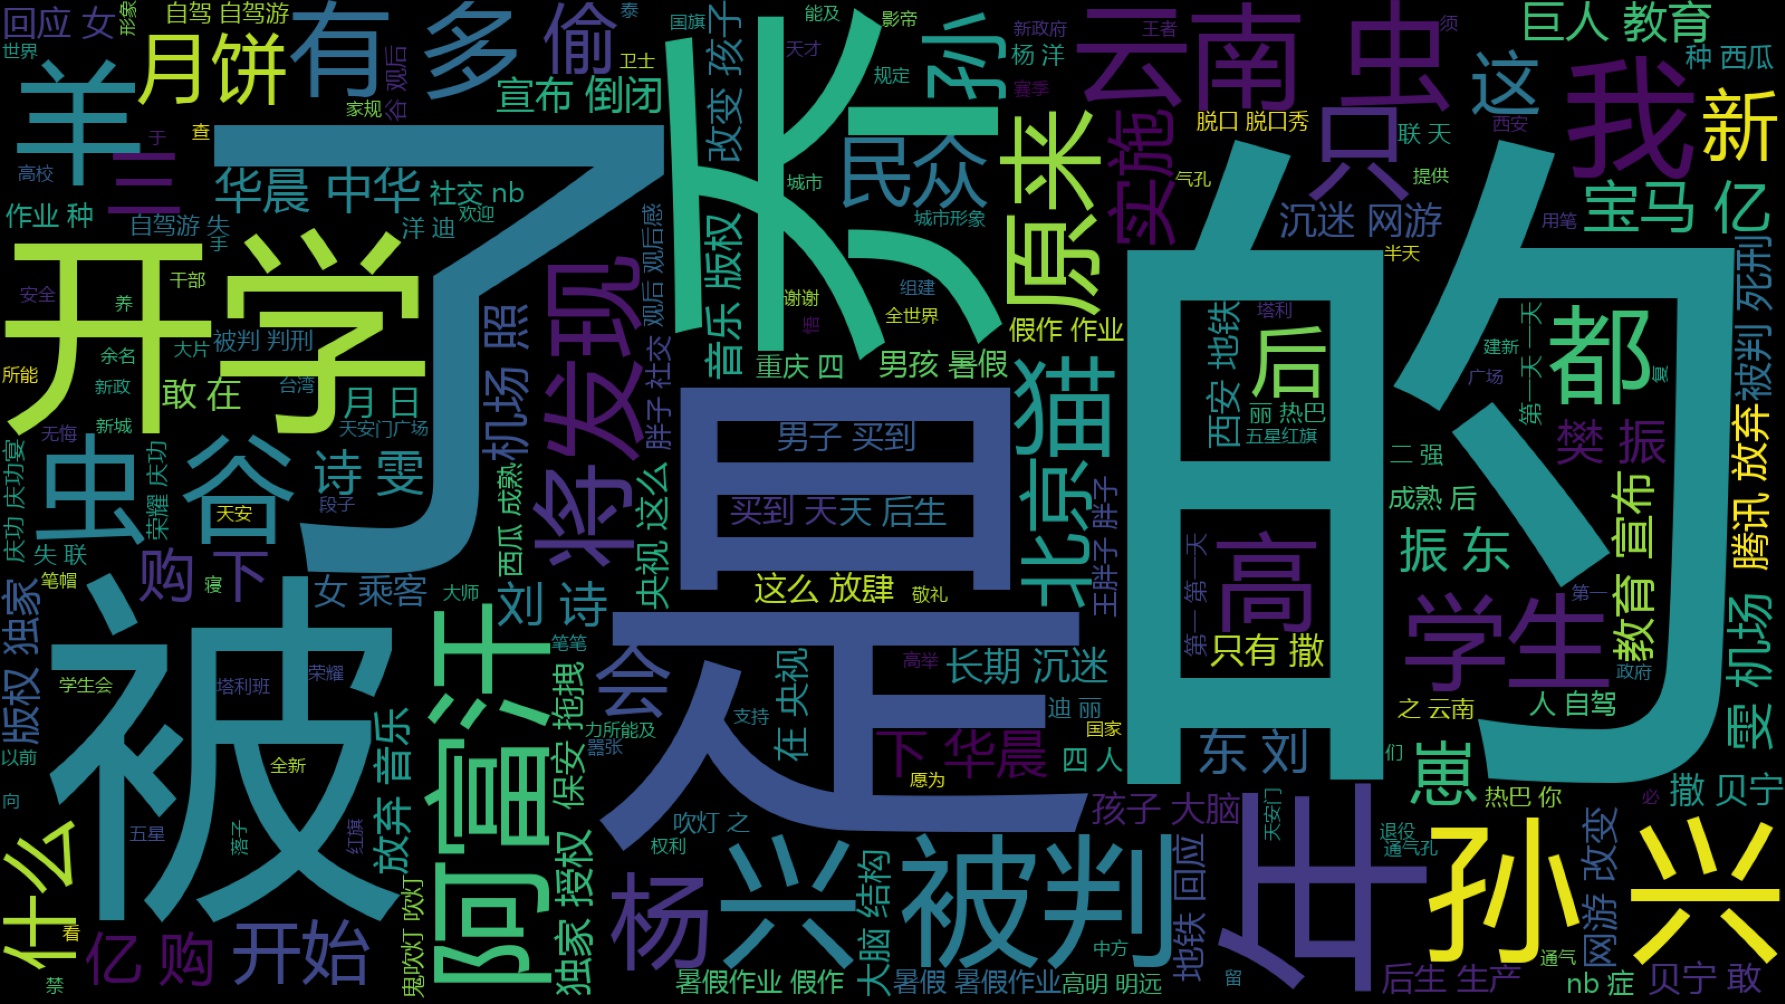 回应 女
形象
自驾 自驾游
有多
偷
泰
国旗
能及
影帝
孙
新政府
云南
王者
虫
须
巨人 教育
世界
月饼
观后
谷
卫士
改变 孩子
天才
杨 洋
这
种 西瓜
羊
家规
宣布 倒闭
规定
赛季
我
新
于
查
了
秀
原来
脱口 脱口秀
西安
高校
三
民众
实施
只
联 天
华晨 中华
社交 nb
城市
气孔
提供
作业 种
自驾游 失
手
洋 迪
欢迎
音乐 版权
城市形象
沉迷 网游
用笔
宝马 亿
开学
观后 观后感
的
半天
被判 死刑
安全
养
干部
将发现
谢谢
悟
组建
全世界
塔利
余名
大片
被判 判刑
机场 照
假作 作业
西安 地铁
后
第一天 一天
建新
都
所能
新政
台湾
重庆 四
男孩 暑假
猫
广场
复
敢 在
月 日
胖子 社交
是
丽 热巴
无悔
新城
天安门广场
男子 买到
五星红旗
樊 振
腾讯 放弃
庆功 庆功宴
虫
荣耀 庆功
谷
诗 雯
西瓜 成熟
央视 这么
北京
二 强
段子
天安
买到 天天 后生
王胖子 胖子
成熟 后
失 联
第一 第一天
高
振 东
教育 宣布
笔帽
购 下
寝
女 乘客
大师
刘 诗
这么 放肆
敬礼
第一
学生
版权 独家
被
阿富汗
笔笔
会
在 央视
高举
长期 沉迷
只有 撒
政府
雯 机场
学生会
塔利班
荣耀
保安 拖拽
支持
迪 丽
之 云南
人 自驾
力所能及
国家
以前
放弃 音乐
嚣张
下 华晨
四 人
东 刘
们
全新
愿为
崽
热巴 你
必
撒 贝宁
向
孩子 大脑
天安门
什么
五星
落子
红旗
吹灯 之
权利
退役
通气孔
网游 改变
鬼吹灯 吹灯
独家 授权
杨
兴
大脑 结构
被判
地铁 回应
年
孙
兴
看
亿 购
开始
中方
通气
禁
暑假作业 假作
暑假 暑假作业
高明 明远
留
后生 生产
nb 症
贝宁 敢